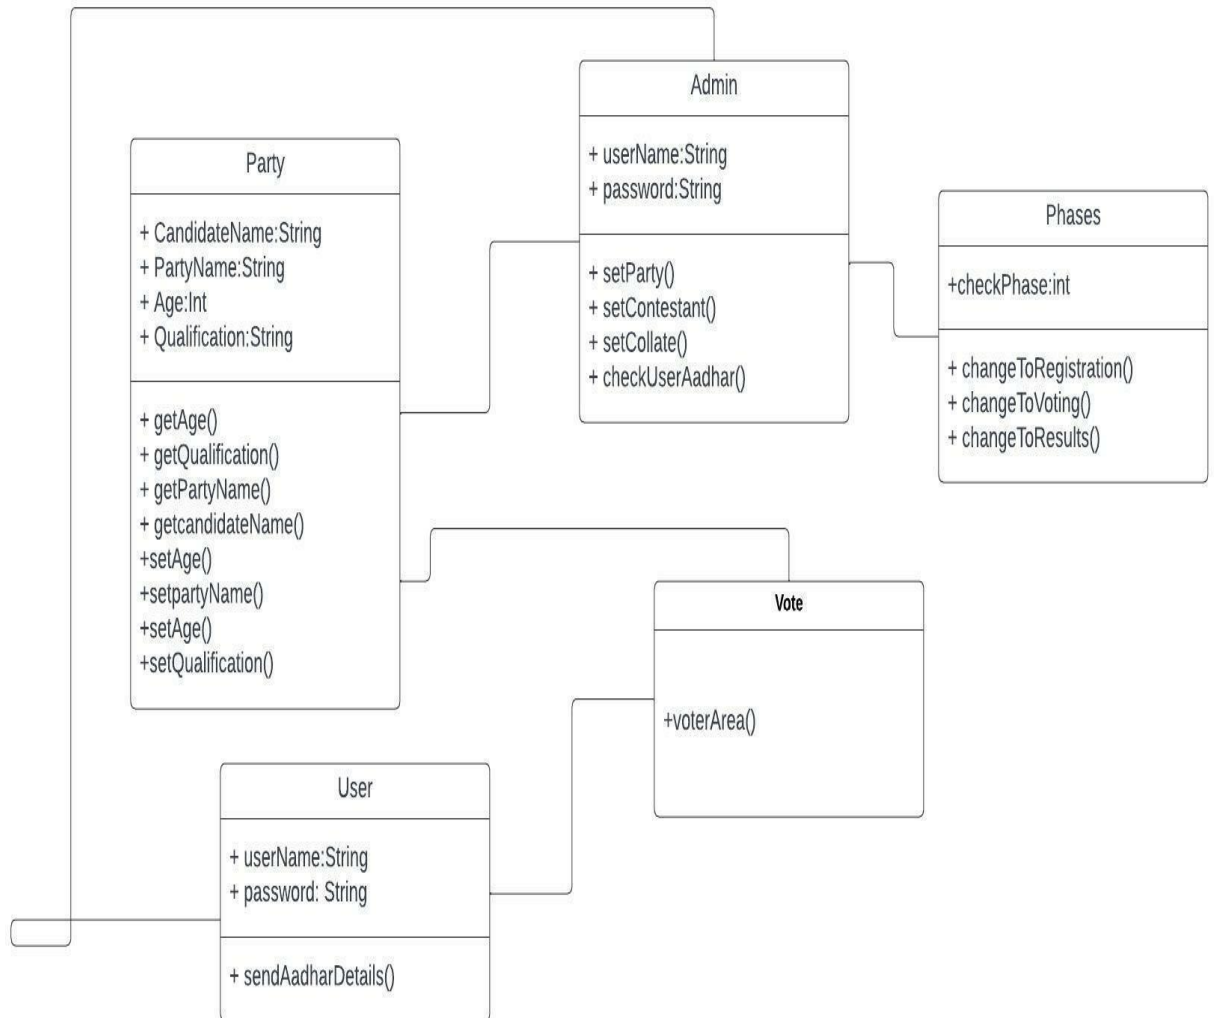 Admin
+ userName:String
+ password:String
+ setParty()
+ setContestant()
+ setCollate()
+ checkUserAadhar()
Party
+ CandidateName:String
+ PartyName:String
+ Age:Int
+ Qualification:String
+ getAge()
+ getQualification()
+ getPartyName()
+ getcandidateName()
+setAge()
+setpartyName()
+setAge()
+setQualification()
Phases
+checkPhase:int
+ changeToRegistration()
+ changeToVoting()
+ changeToResults()
Vote
+voterArea()
User
+ userName:String
+ password: String
+ sendAadharDetails()